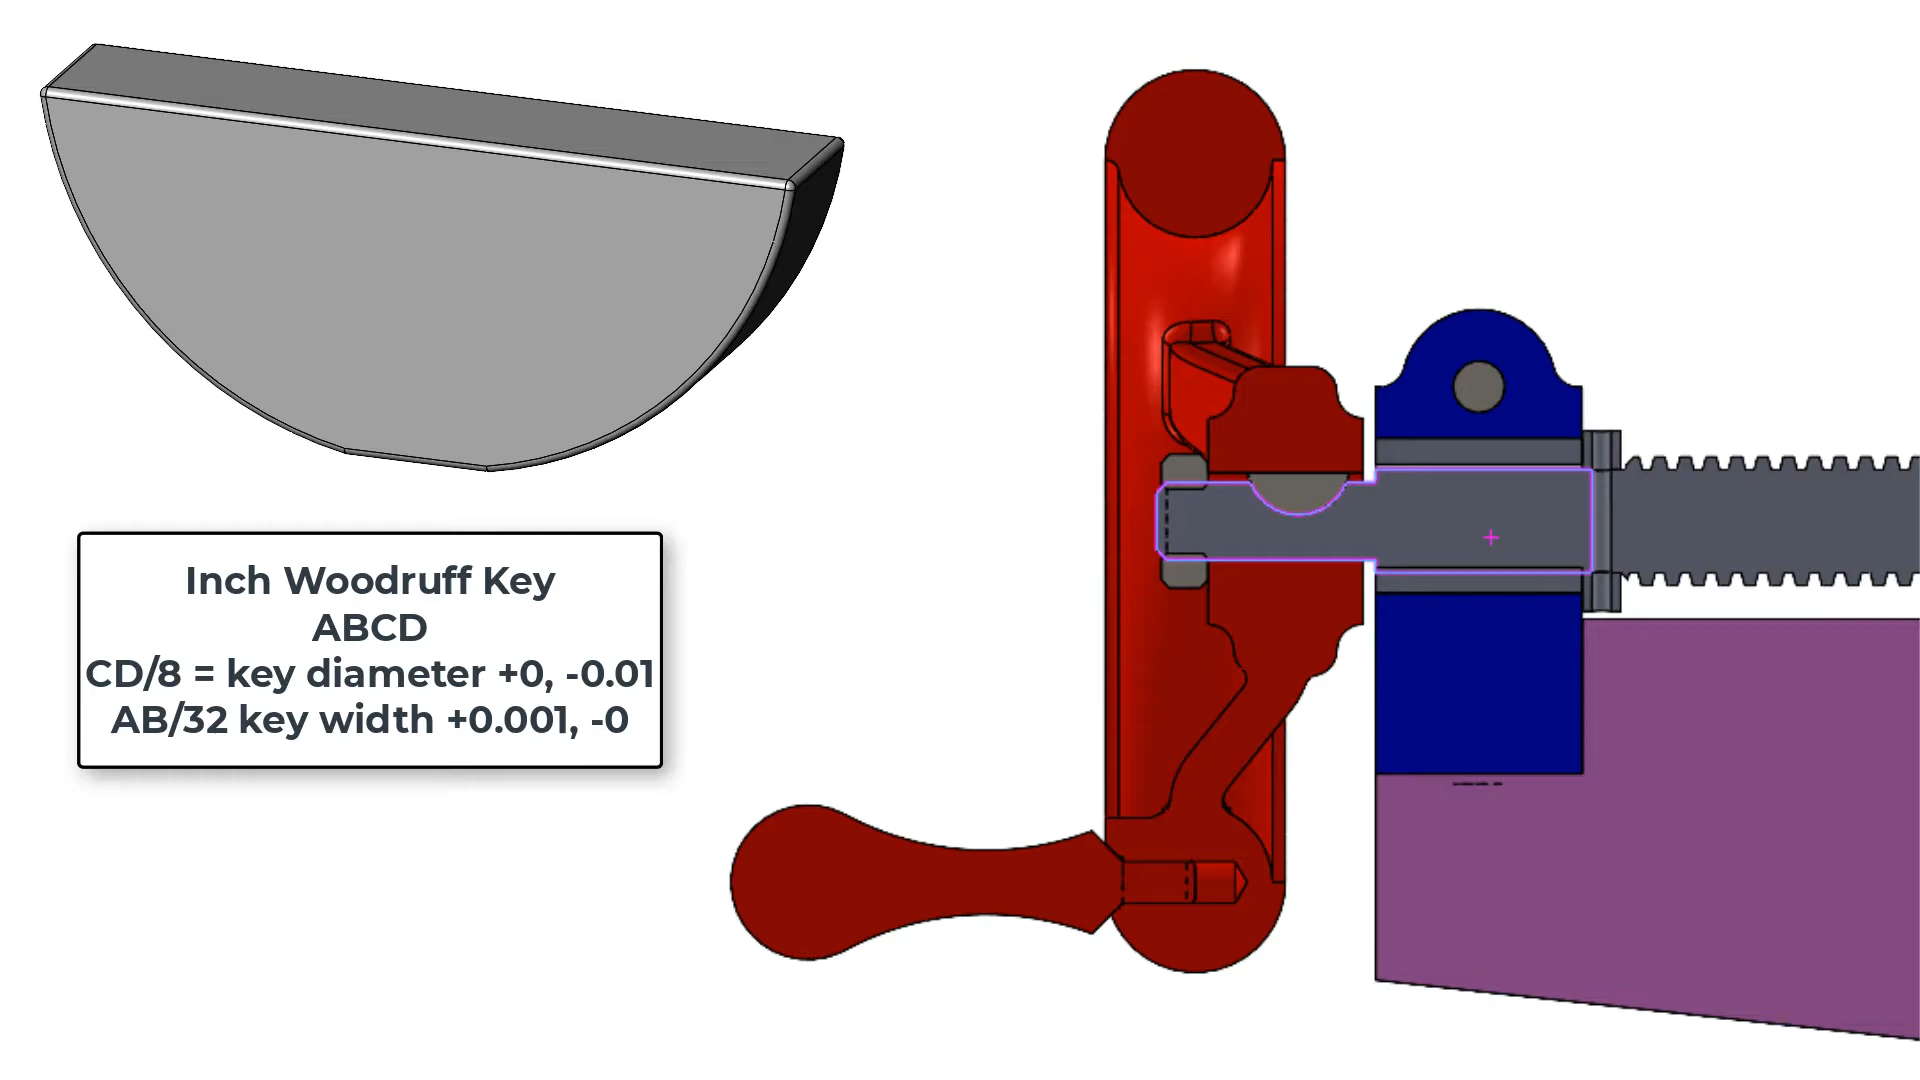 Inch Woodruff Key
ABCD
CD/8 = key diameter +0, -0.01
AB/32 key width +0.001, -0